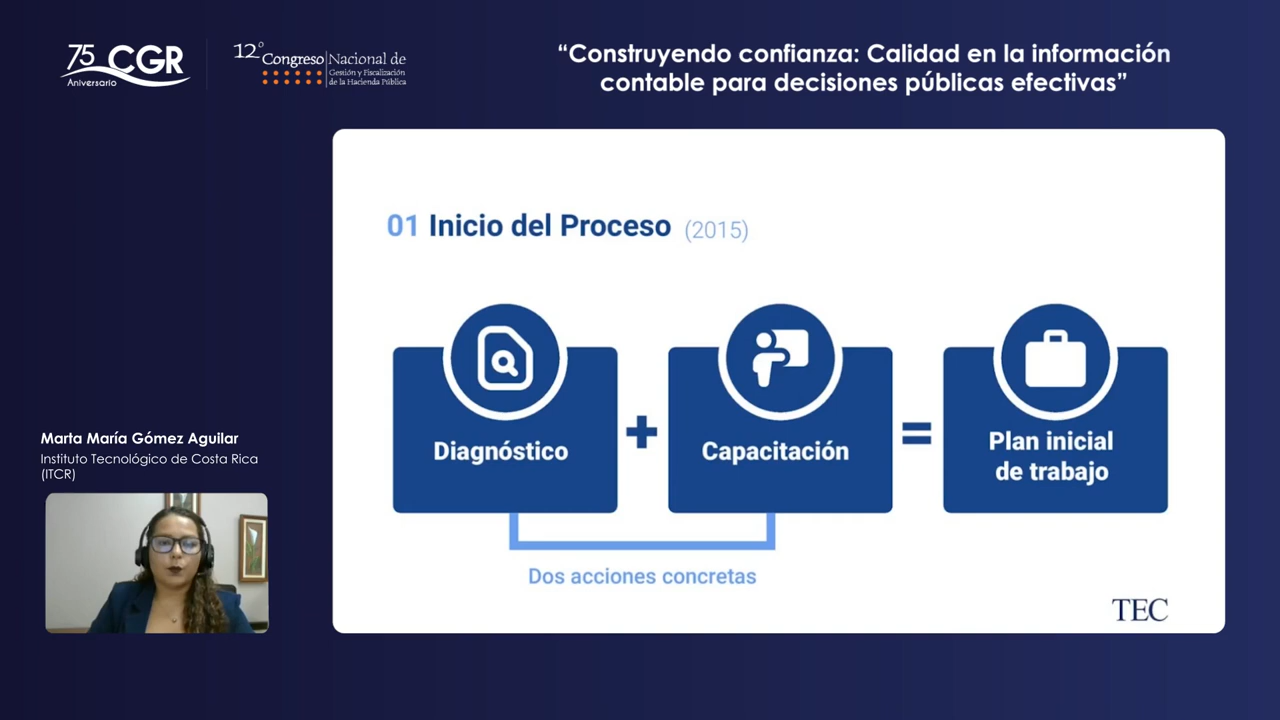 75 CGR
Aniversario
12° Congreso Nacional de
Gestión y Fiscalización
de la Hacienda Pública
“Construyendo confianza: Calidad en la información
contable para decisiones públicas efectivas”
01 Inicio del Proceso (2015)
Diagnóstico
+
Capacitación
=
Plan inicial
de trabajo
Dos acciones concretas
TEC
Marta María Gómez Aguilar
Instituto Tecnológico de Costa Rica
(ITCR)